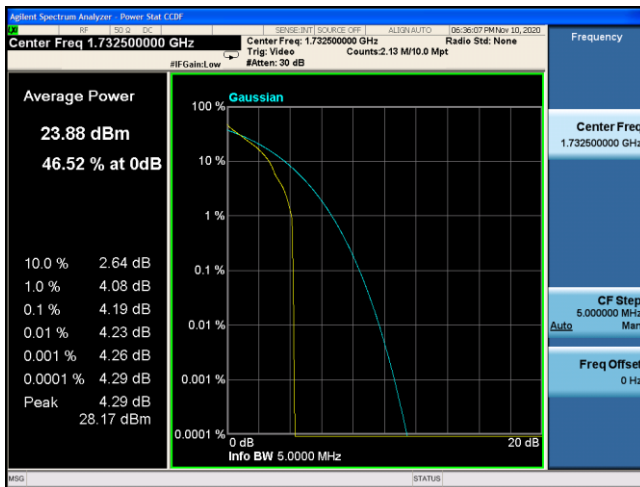 Agilent Spectrum Analyzer - Power Stat CCDF
RF 50 Ω DC SENSE:INT SOURCE OFF ALIGN AUTO 06:36:07 PM Nov 10, 2020
Center Freq 1.732500000 GHz
Center Freq: 1.732500000 GHz Radio Std: None
Trig: Video Counts:2.13 M/10.0 Mpt
#IFGain:Low #Atten: 30 dB
Frequency
Average Power
23.88 dBm
46.52 % at 0dB
10.0 % 2.64 dB
1.0 % 4.08 dB
0.1 % 4.19 dB
0.01 % 4.23 dB
0.001 % 4.26 dB
0.0001 % 4.29 dB
Peak 4.29 dB
28.17 dBm
Gaussian
100 %
10 %
1 %
0.1 %
0.01 %
0.001 %
0.0001 %
0 dB 20 dB
Info BW 5.0000 MHz
Center Freq
1.732500000 GHz
CF Step
5.000000 MHz
Auto Man
Freq Offset
0 Hz
MSG STATUS